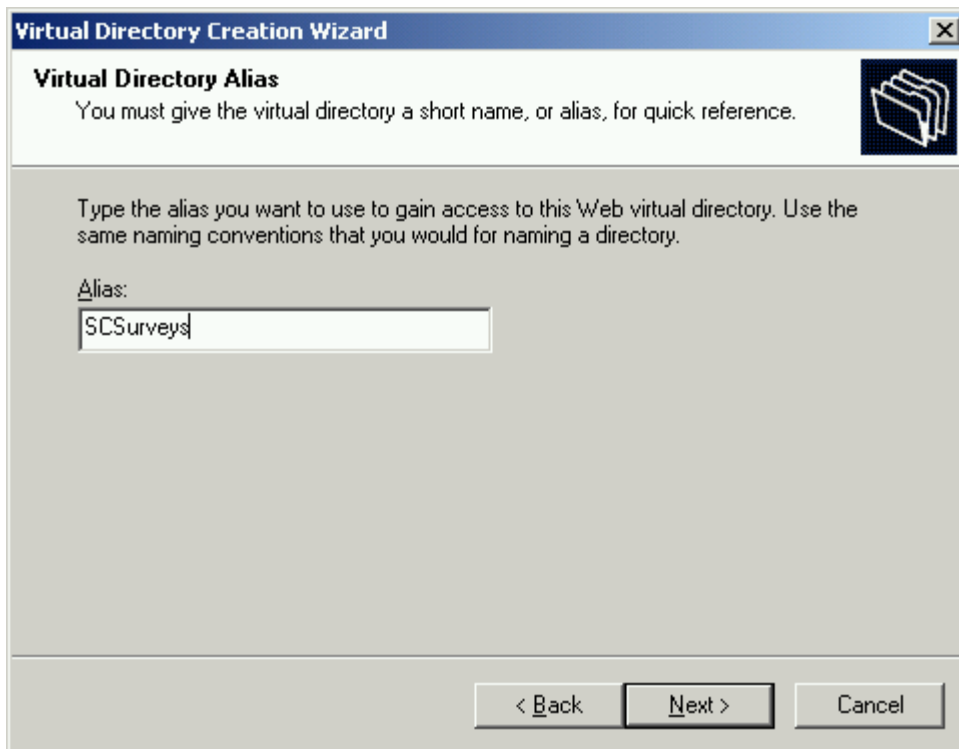 Virtual Directory Creation Wizard
Virtual Directory Alias
You must give the virtual directory a short name, or alias, for quick reference.
Type the alias you want to use to gain access to this Web virtual directory. Use the
same naming conventions that you would for naming a directory.
Alias:
SCSurveys
< Back Next > Cancel